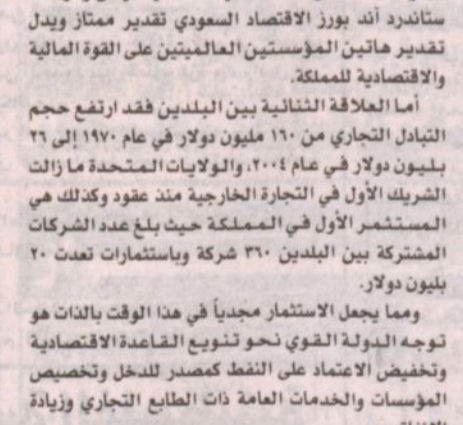 ستاندرد أند بورز الاقتصاد السعودي تقدير ممتاز ويدل
تقدير هاتين المؤسستين العالميتين على القوة المالية
والاقتصادية للمملكة.
أما العلاقة الثنائية بين البلدين فقد ارتفع حجم
التبادل التجاري من ١٦٠ مليون دولار في عام ١٩٧٠ إلى ٢٦
بليون دولار في عام ٢٠٠٤، والولايات المتحدة ما زالت
الشريك الأول في التجارة الخارجية منذ عقود وكذلك هي
المستثمر الأول في المملكة حيث بلغ عدد الشركات
المشتركة بين البلدين ٣٦٠ شركة وباستثمارات تعدت ٢٠
بليون دولار.
ومما يجعل الاستثمار مجدياً في هذا الوقت بالذات هو
توجه الدولة القوي نحو تنويع القاعدة الاقتصادية
وتخفيض الاعتماد على النفط كمصدر للدخل وتخصيص
المؤسسات والخدمات العامة ذات الطابع التجاري وزيادة